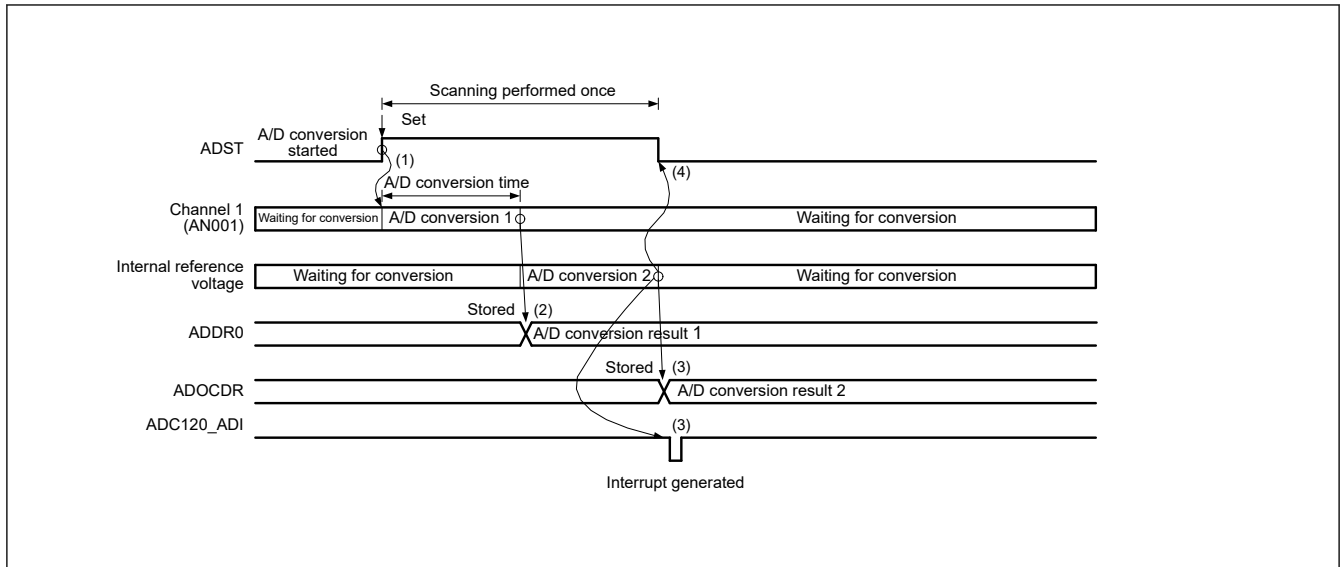 Scanning performed once
Set
A/D conversion
started
ADST
(1)
(4)
A/D conversion time
Channel 1
(AN001)
Waiting for conversion
A/D conversion 1
Waiting for conversion
Internal reference
voltage
Waiting for conversion
A/D conversion 2
Waiting for conversion
Stored
(2)
ADDR0
A/D conversion result 1
Stored
(3)
ADOCDR
A/D conversion result 2
ADC120_ADI
(3)
Interrupt generated